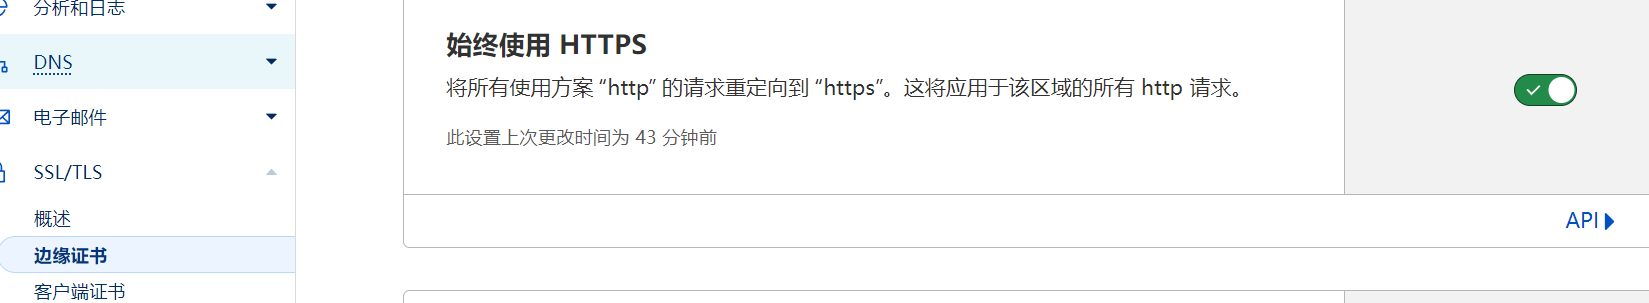 分析和日志
DNS
电子邮件
SSL/TLS
概述
边缘证书
客户端证书
始终使用 HTTPS
将所有使用方案 “http” 的请求重定向到 “https”。这将应用于该区域的所有 http 请求。
此设置上次更改时间为 43 分钟前
API